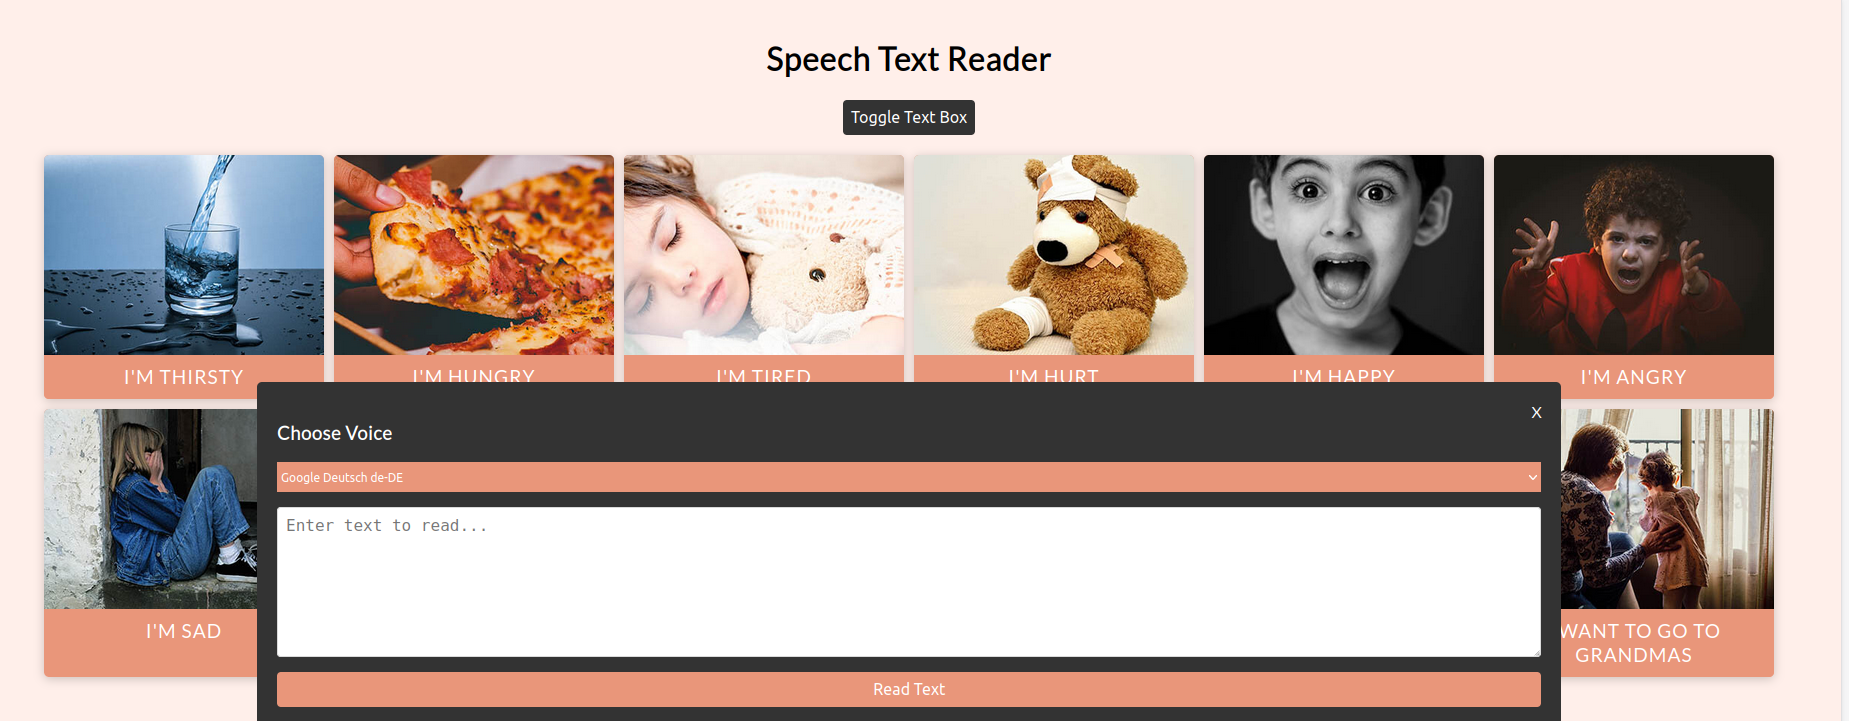 Speech Text Reader
Toggle Text Box
I'M THIRSTY
I'M HUNGRY
I'M TIRED
I'M HURT
I'M HAPPY
I'M ANGRY
X
Choose Voice
Google Deutsch de-DE
Enter text to read...
Read Text
I'M SAD
WANT TO GO TO
GRANDMAS